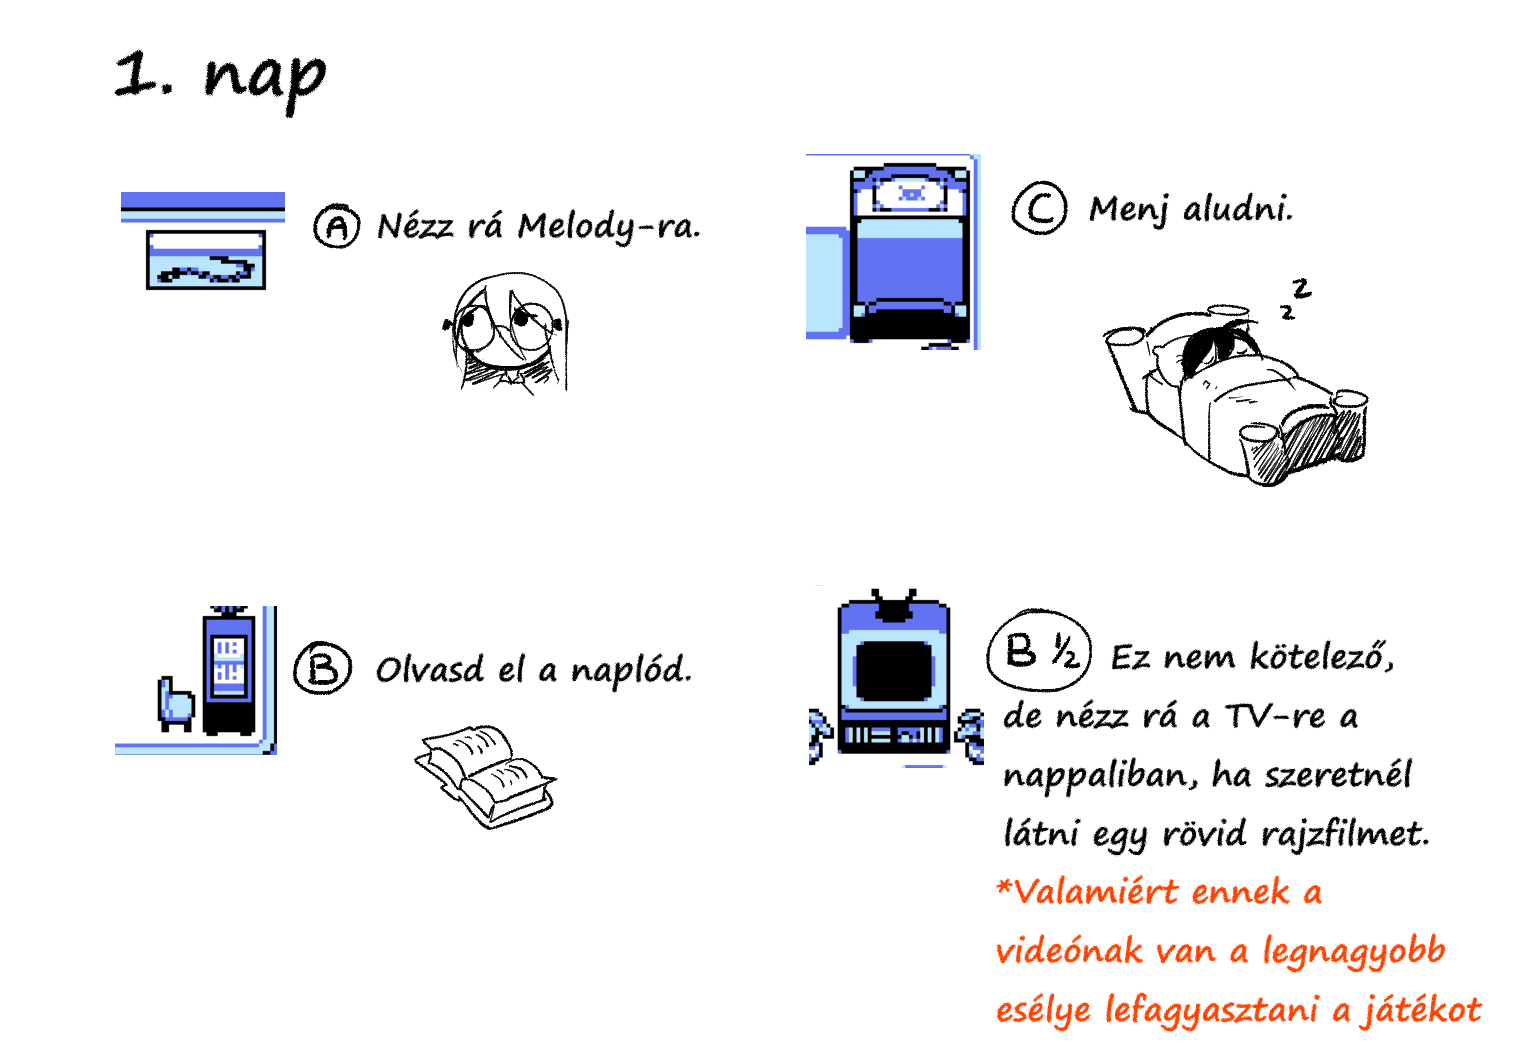 1. nap
A Nézz rá Melody-ra.
B Olvasd el a naplód.
C Menj aludni.
z z
B ½ Ez nem kötelező,
de nézz rá a TV-re a
nappaliban, ha szeretnél
látni egy rövid rajzfilmet.
*Valamiért ennek a
videónak van a legnagyobb
esélye lefagyasztani a játékot